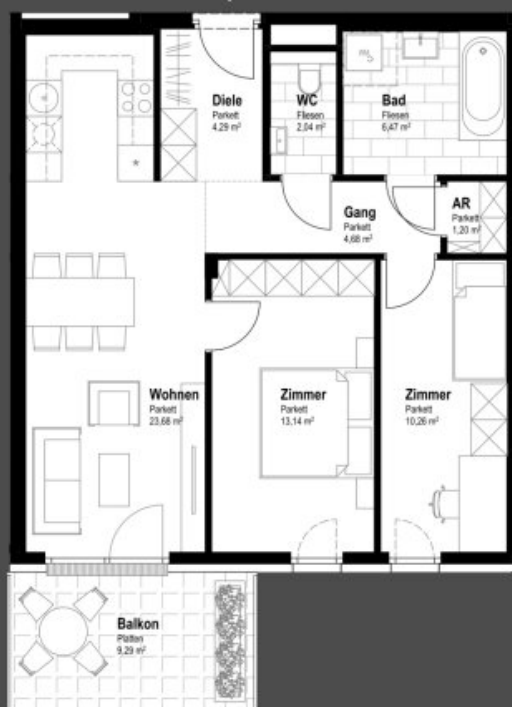 Diele
Parkett
4,29 m²
WC
Fliesen
2,04 m²
Bad
Fliesen
6,47 m²
Gang
Parkett
4,68 m²
AR
Parkett
1,20 m²
Wohnen
Parkett
23,68 m²
Zimmer
Parkett
13,14 m²
Zimmer
Parkett
10,26 m²
Balkon
Platten
9,29 m²